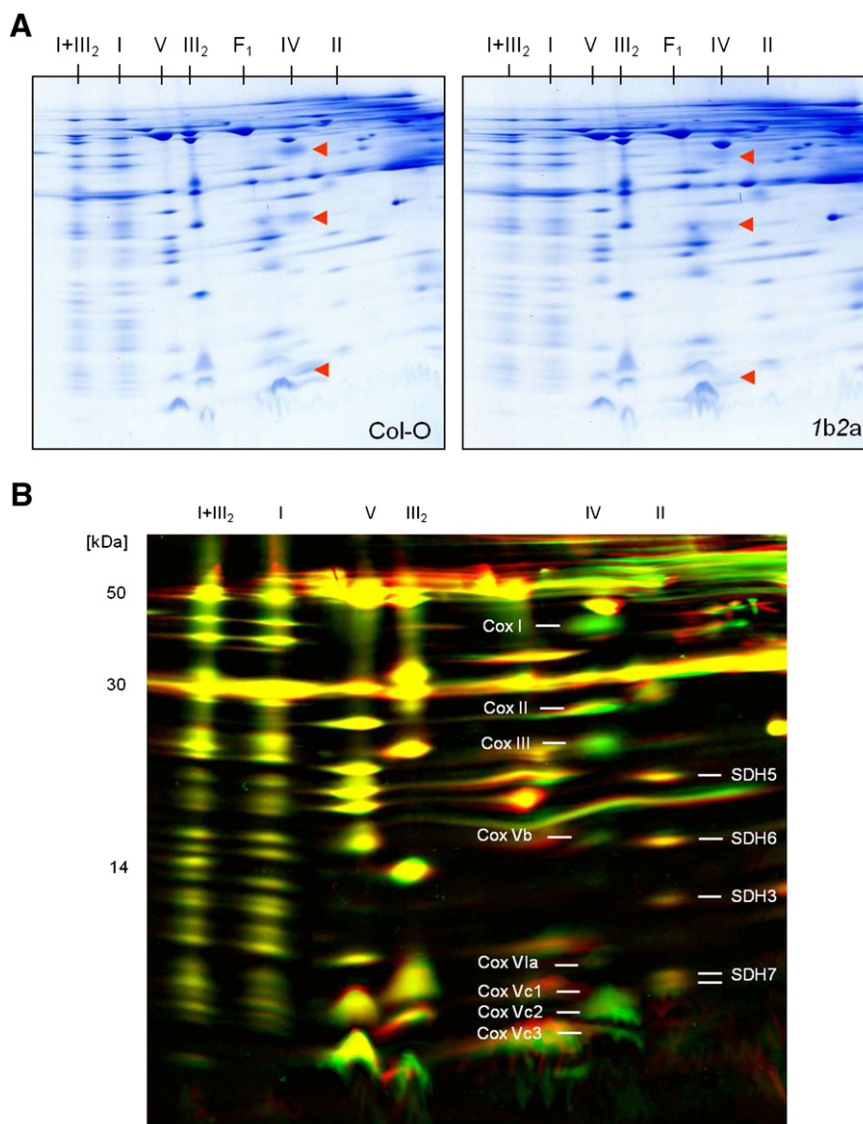 A
I+III₂ I V III₂ F₁ IV II
I+III₂ I V III₂ F₁ IV II
Col-O
1b2a
B
I+III₂ I V III₂ IV II
[kDa]
50
Cox I
30
Cox II
Cox III
SDH5
Cox Vb
SDH6
14
SDH3
Cox VIa
SDH7
Cox Vc1
Cox Vc2
Cox Vc3